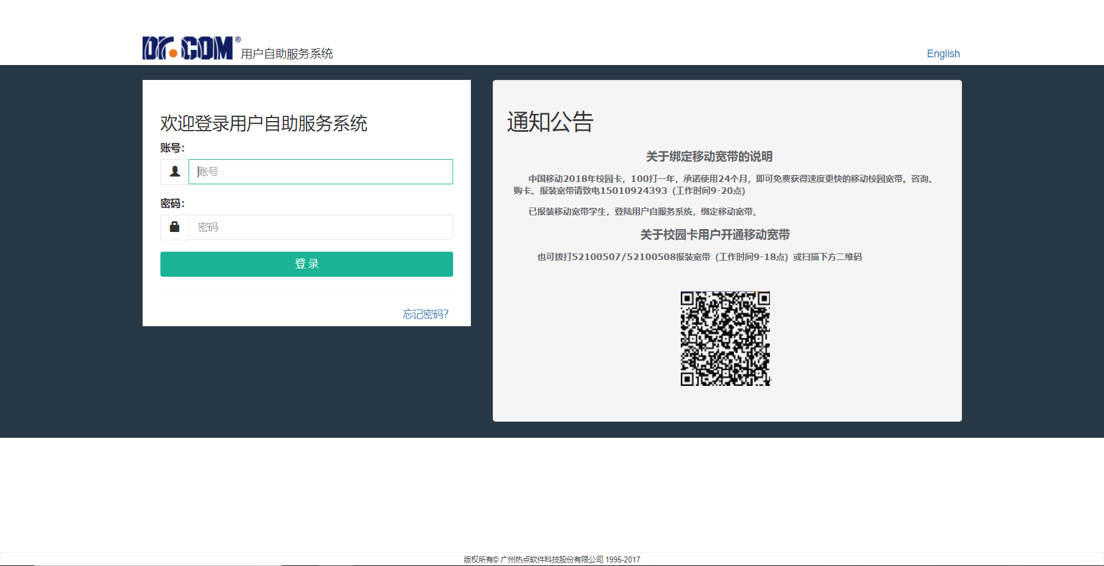 Dr.COM® 用户自助服务系统
English
欢迎登录用户自助服务系统
账号:
账号
密码:
密码
登 录
忘记密码?
通知公告
关于绑定移动宽带的说明
中国移动2018年校园卡，100打一年，承诺使用24个月，即可免费获得速度更快的移动校园宽带。咨询、
购卡、报装宽带请致电15010924393（工作时间9-20点）
已报装移动宽带学生，登陆用户自服务系统，绑定移动宽带。
关于校园卡用户开通移动宽带
也可拨打52100507/52100508报装宽带（工作时间9-18点）或扫描下方二维码
版权所有© 广州热点软件科技股份有限公司 1995-2017